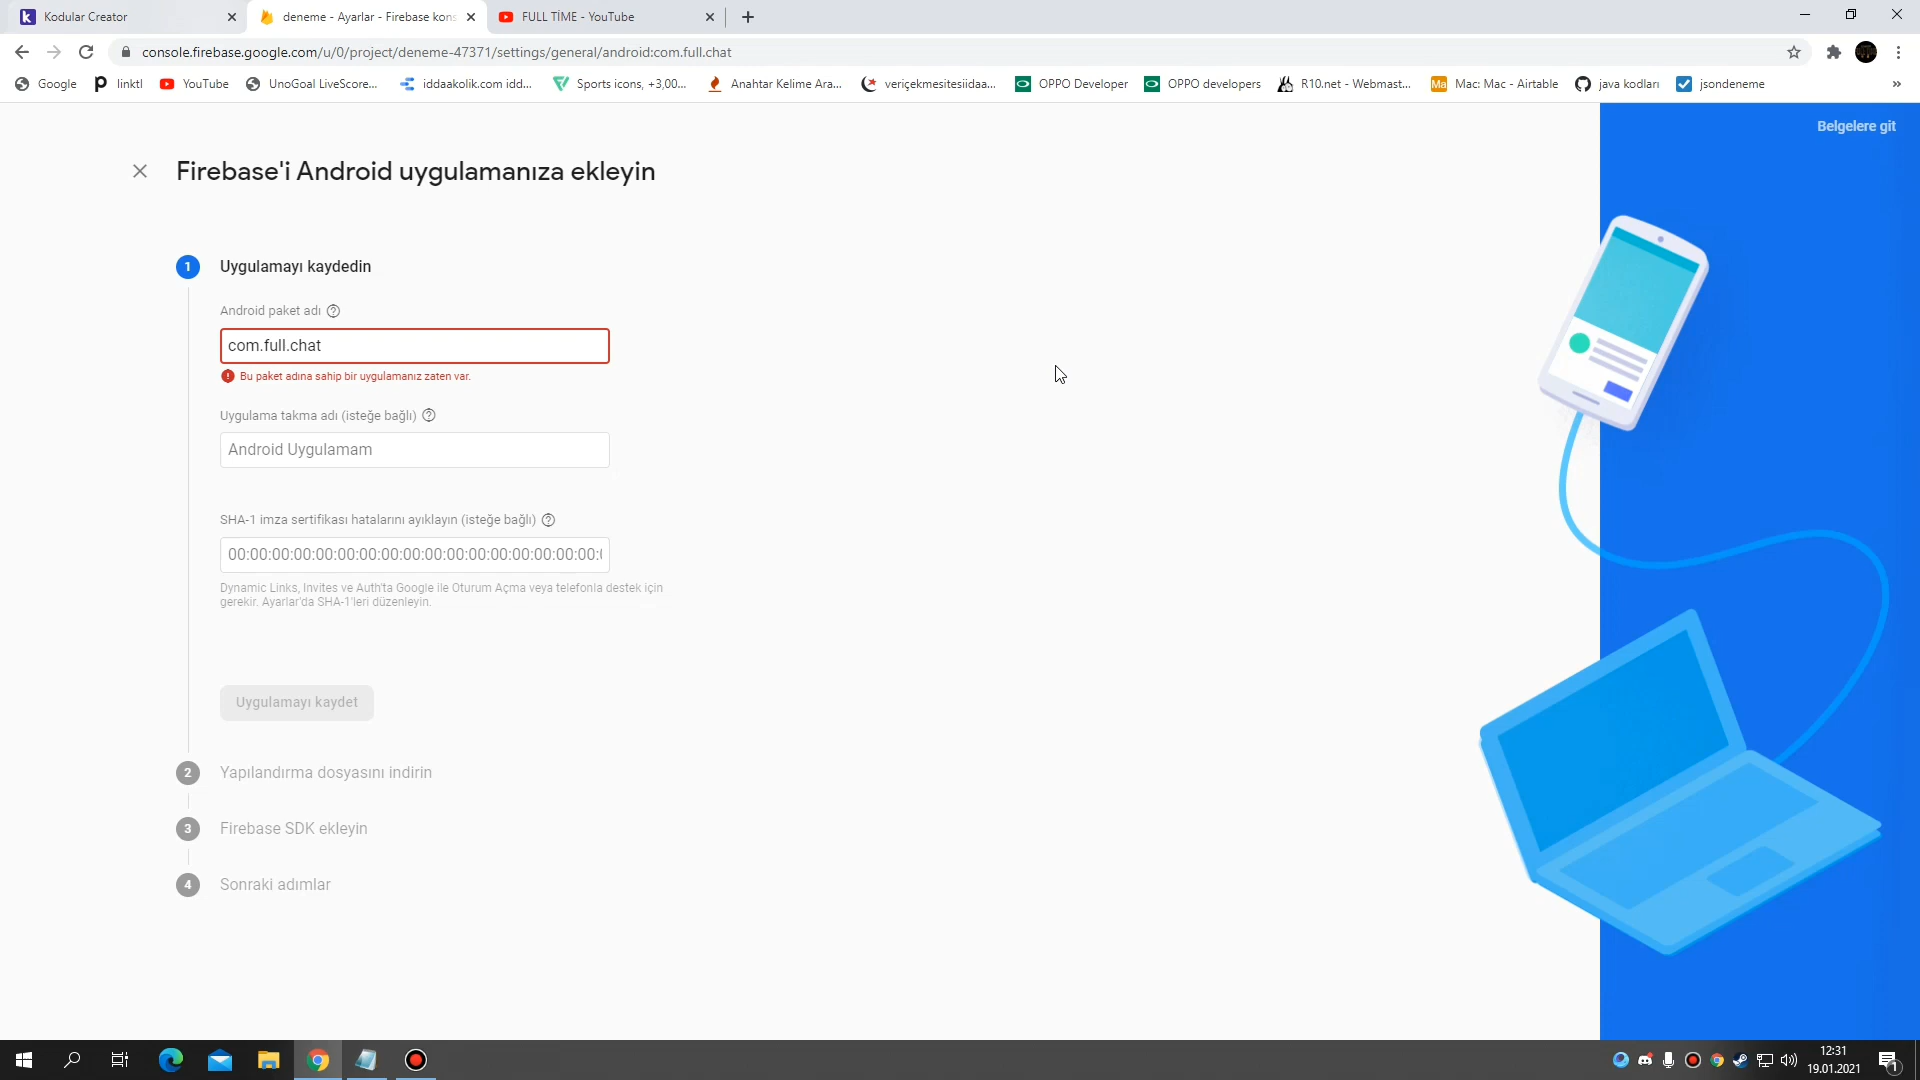 Kodular Creator
deneme - Ayarlar - Firebase kons
FULL TİME - YouTube
console.firebase.google.com/u/0/project/deneme-47371/settings/general/android:com.full.chat
Google
linktl
YouTube
UnoGoal LiveScore...
iddaakolik.com idd...
Sports icons, +3,00...
Anahtar Kelime Ara...
veriçekmesitesiidaa...
OPPO Developer
OPPO developers
R10.net - Webmast...
Ma
Mac: Mac - Airtable
java kodları
jsondeneme
»
Belgelere git
Firebase'i Android uygulamanıza ekleyin
1
Uygulamayı kaydedin
Android paket adı
com.full.chat
Bu paket adına sahip bir uygulamanız zaten var.
Uygulama takma adı (isteğe bağlı)
Android Uygulamam
SHA-1 imza sertifikası hatalarını ayıklayın (isteğe bağlı)
00:00:00:00:00:00:00:00:00:00:00:00:00:00:00:00:00:
Dynamic Links, Invites ve Auth'ta Google ile Oturum Açma veya telefonla destek için
gerekir. Ayarlar'da SHA-1'leri düzenleyin.
Uygulamayı kaydet
2
Yapılandırma dosyasını indirin
3
Firebase SDK ekleyin
4
Sonraki adımlar
12:31
19.01.2021
1